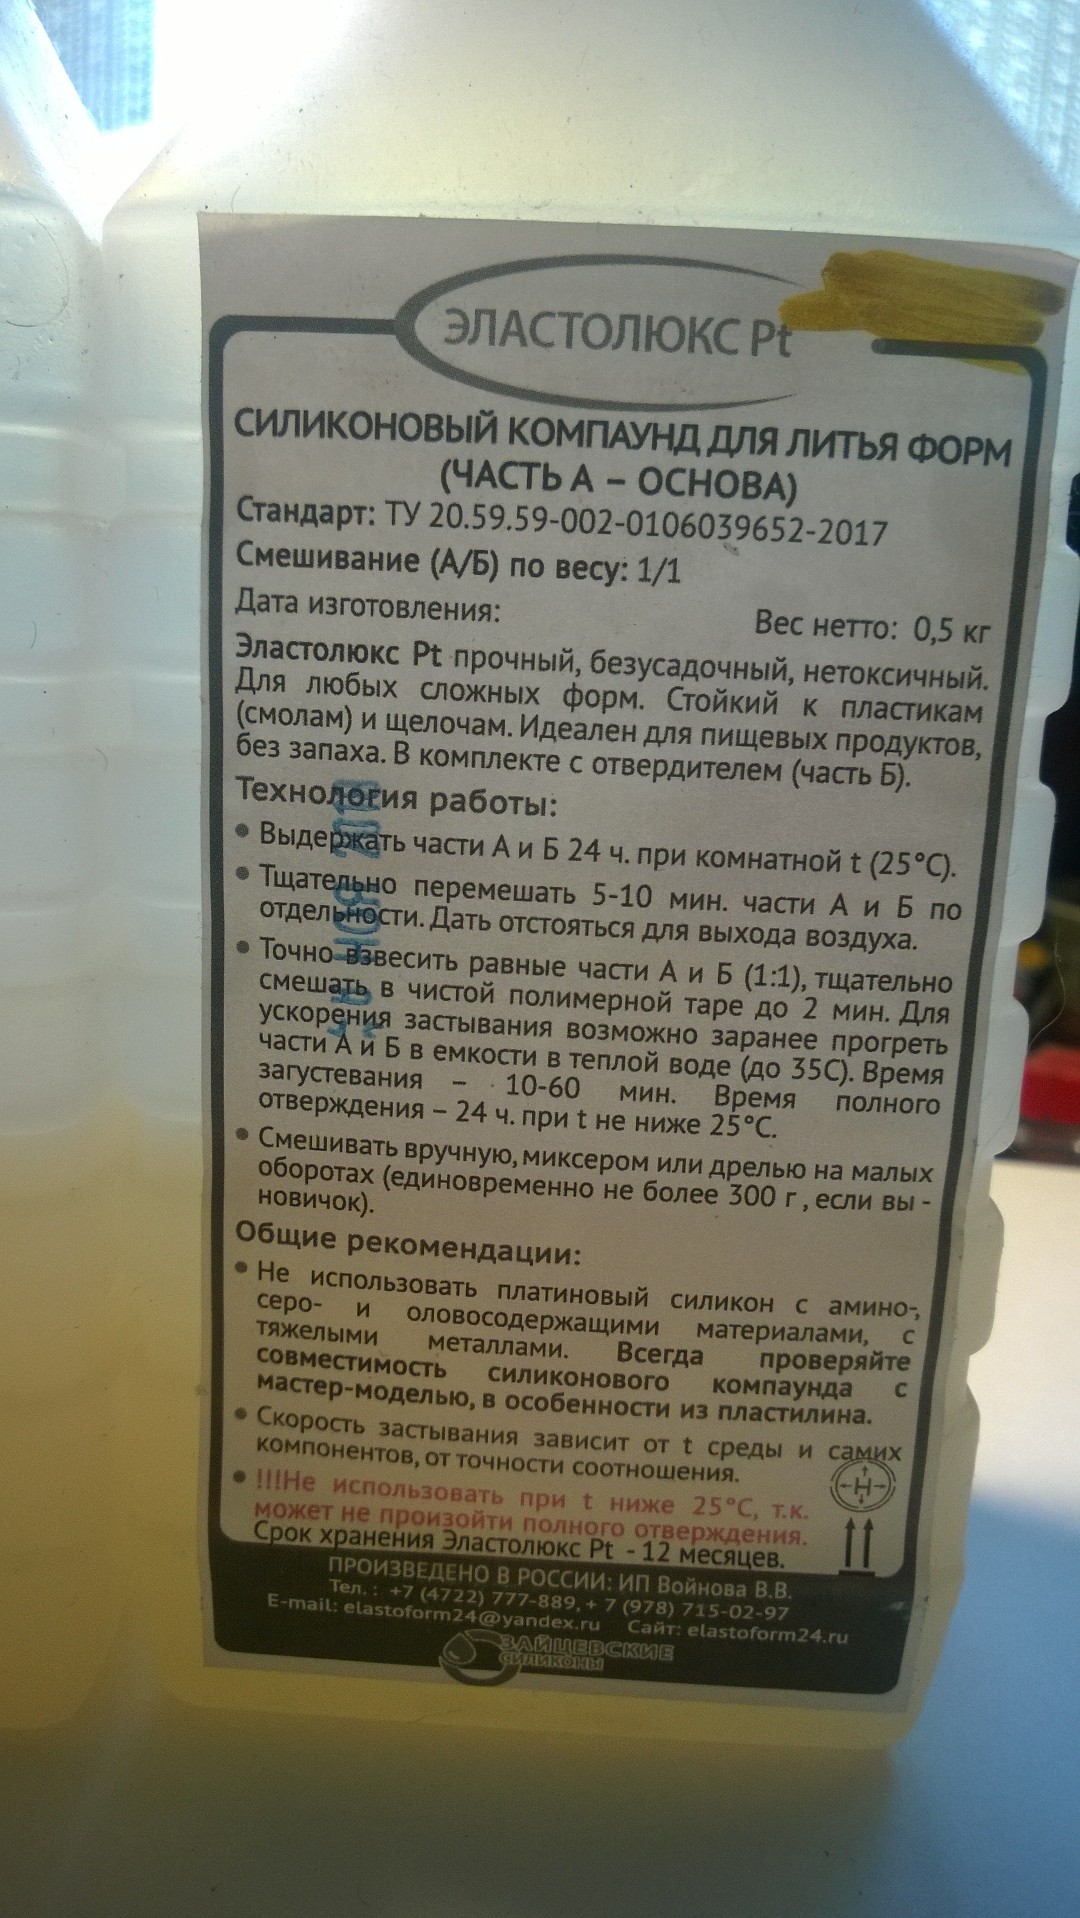 ЭЛАСТОЛЮКС Pt
СИЛИКОНОВЫЙ КОМПАУНД ДЛЯ ЛИТЬЯ ФОРМ
(ЧАСТЬ А – ОСНОВА)
Стандарт: ТУ 20.59.59-002-0106039652-2017
Смешивание (А/Б) по весу: 1/1
Дата изготовления: Вес нетто: 0,5 кг
Эластолюкс Pt прочный, безусадочный, нетоксичный.
Для любых сложных форм. Стойкий к пластикам
(смолам) и щелочам. Идеален для пищевых продуктов,
без запаха. В комплекте с отвердителем (часть Б).
Технология работы:
• Выдержать части А и Б 24 ч. при комнатной t (25°C).
• Тщательно перемешать 5-10 мин. части А и Б по
отдельности. Дать отстояться для выхода воздуха.
• Точно взвесить равные части А и Б (1:1), тщательно
смешать в чистой полимерной таре до 2 мин. Для
ускорения застывания возможно заранее прогреть
части А и Б в емкости в теплой воде (до 35С). Время
загустевания – 10-60 мин. Время полного
отверждения – 24 ч. при t не ниже 25°C.
• Смешивать вручную, миксером или дрелью на малых
оборотах (единовременно не более 300 г , если вы -
новичок).
Общие рекомендации:
• Не использовать платиновый силикон с амино-,
серо- и оловосодержащими материалами, с
тяжелыми металлами. Всегда проверяйте
совместимость силиконового компаунда с
мастер-моделью, в особенности из пластилина.
• Скорость застывания зависит от t среды и самих
компонентов, от точности соотношения.
• !!!Не использовать при t ниже 25°C, т.к.
может не произойти полного отверждения.
Срок хранения Эластолюкс Pt - 12 месяцев.
Н
ПРОИЗВЕДЕНО В РОССИИ: ИП Войнова В.В.
Тел. : +7 (4722) 777-889, + 7 (978) 715-02-97
E-mail: elastoform24@yandex.ru Сайт: elastoform24.ru
ЗАЙЦЕВСКИЕ
СИЛИКОНЫ